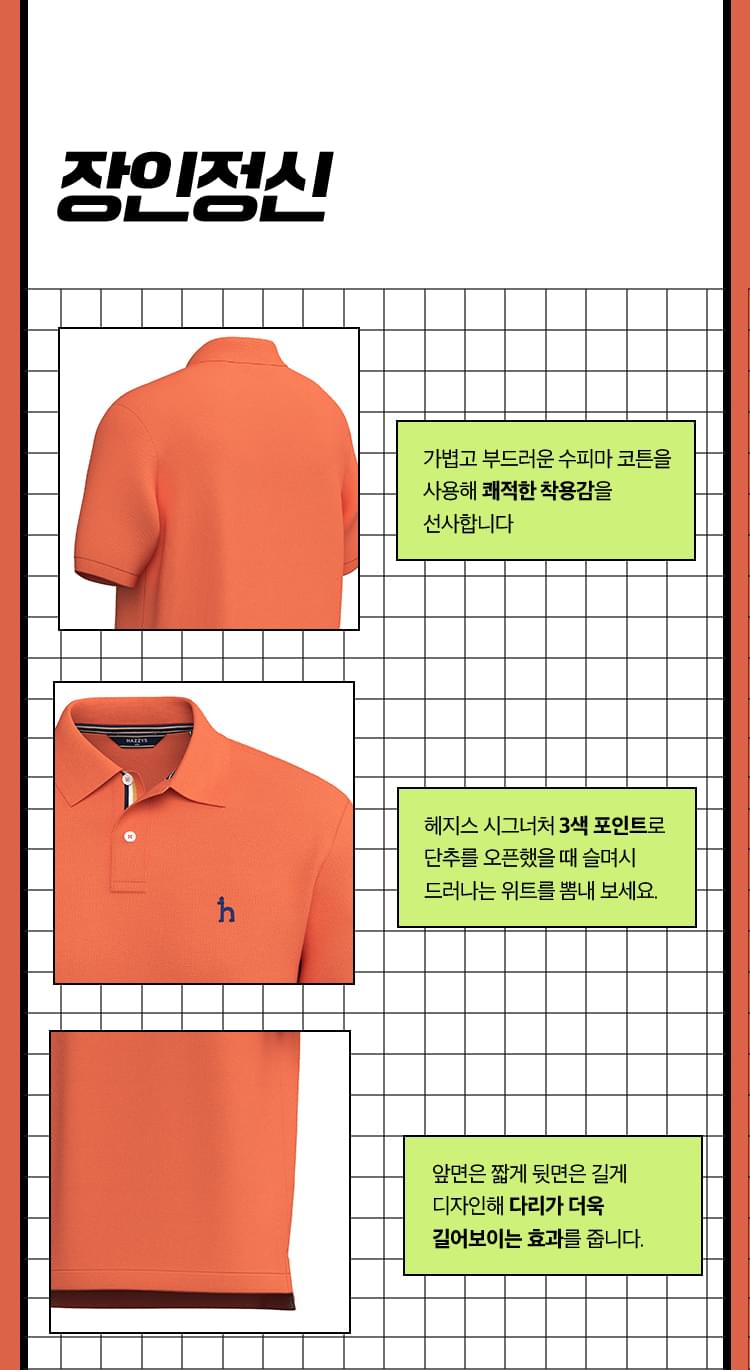 장인정신
가볍고 부드러운 수피마 코튼을
사용해 쾌적한 착용감을
선사합니다
HAZZYS
헤지스 시그너처 3색 포인트로
단추를 오픈했을 때 슬며시
드러나는 위트를 뽐내 보세요.
h
앞면은 짧게 뒷면은 길게
디자인해 다리가 더욱
길어보이는 효과를 줍니다.